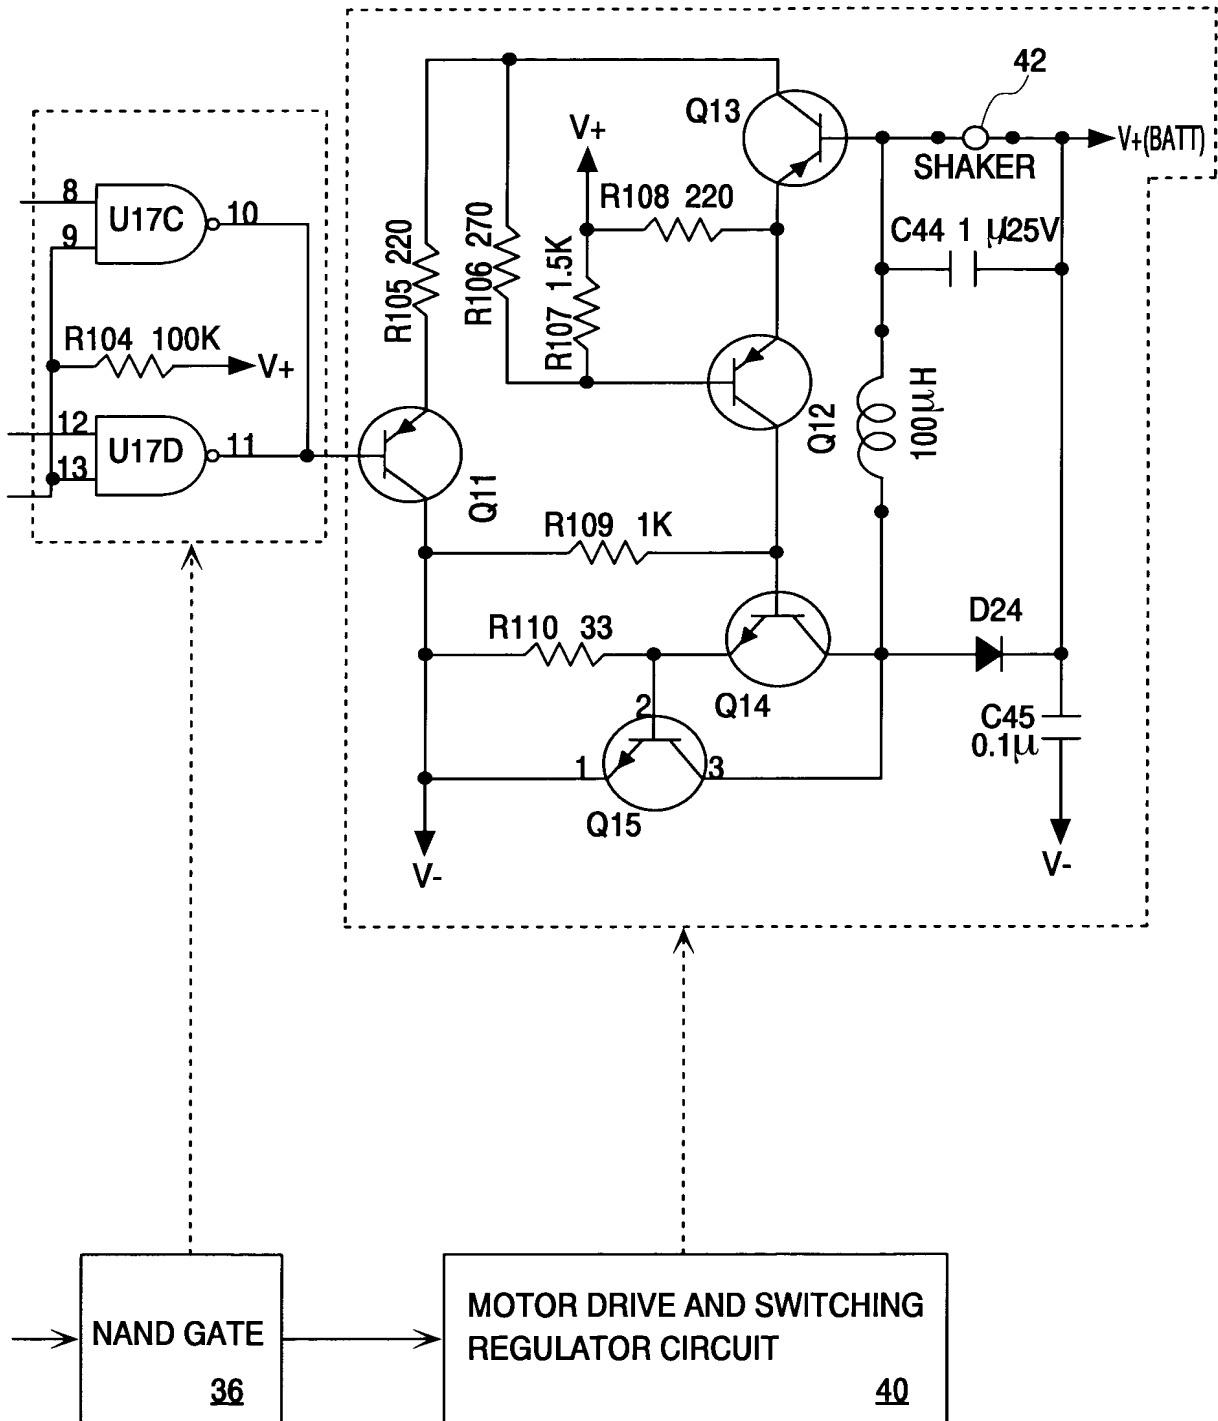 42
Q13
V+
V+(BATT)
SHAKER
8
U17C
10
9
R108 220
C44 1 μ/25V
R105 220
R106 270
R107 1.5K
R104 100K
V+
12
U17D
11
13
Q12
100μH
Q11
R109 1K
D24
R110 33
2
Q14
C45
0.1μ
1
3
Q15
V-
V-
NAND GATE
36
MOTOR DRIVE AND SWITCHING
REGULATOR CIRCUIT
40